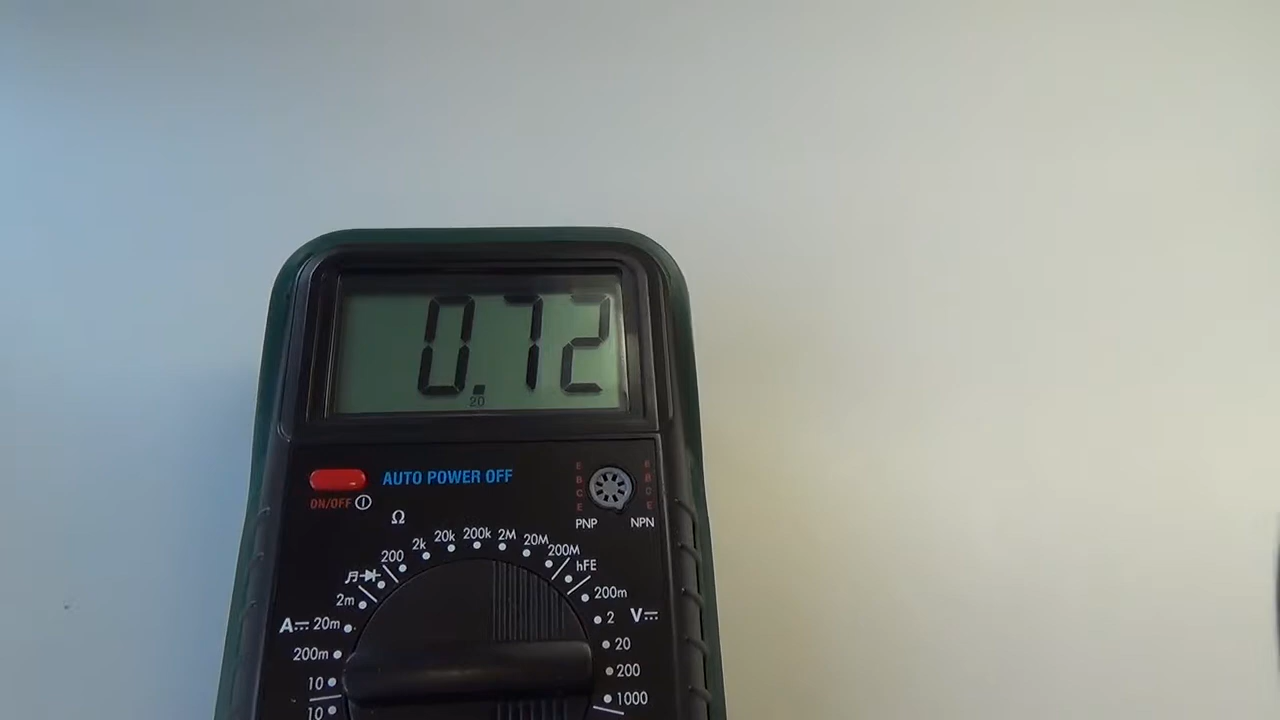 0.72
20
AUTO POWER OFF
ON/OFF
E E
B B
C C
E E
PNP NPN
Ω
200 2k 20k 200k 2M 20M 200M hFE
2m
A 20m
200m
10
10
200m
2 V
20
200
1000